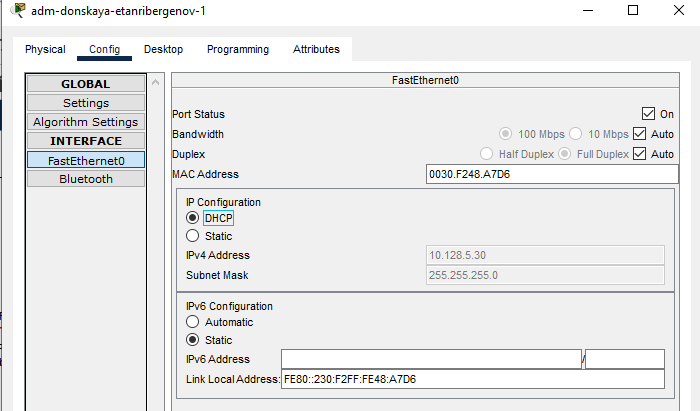 adm-donskaya-etanribergenov-1
Physical Config Desktop Programming Attributes
GLOBAL
Settings
Algorithm Settings
INTERFACE
FastEthernet0
Bluetooth
FastEthernet0
Port Status On
Bandwidth 100 Mbps 10 Mbps Auto
Duplex Half Duplex Full Duplex Auto
MAC Address 0030.F248.A7D6
IP Configuration
DHCP
Static
IPv4 Address 10.128.5.30
Subnet Mask 255.255.255.0
IPv6 Configuration
Automatic
Static
IPv6 Address /
Link Local Address: FE80::230:F2FF:FE48:A7D6